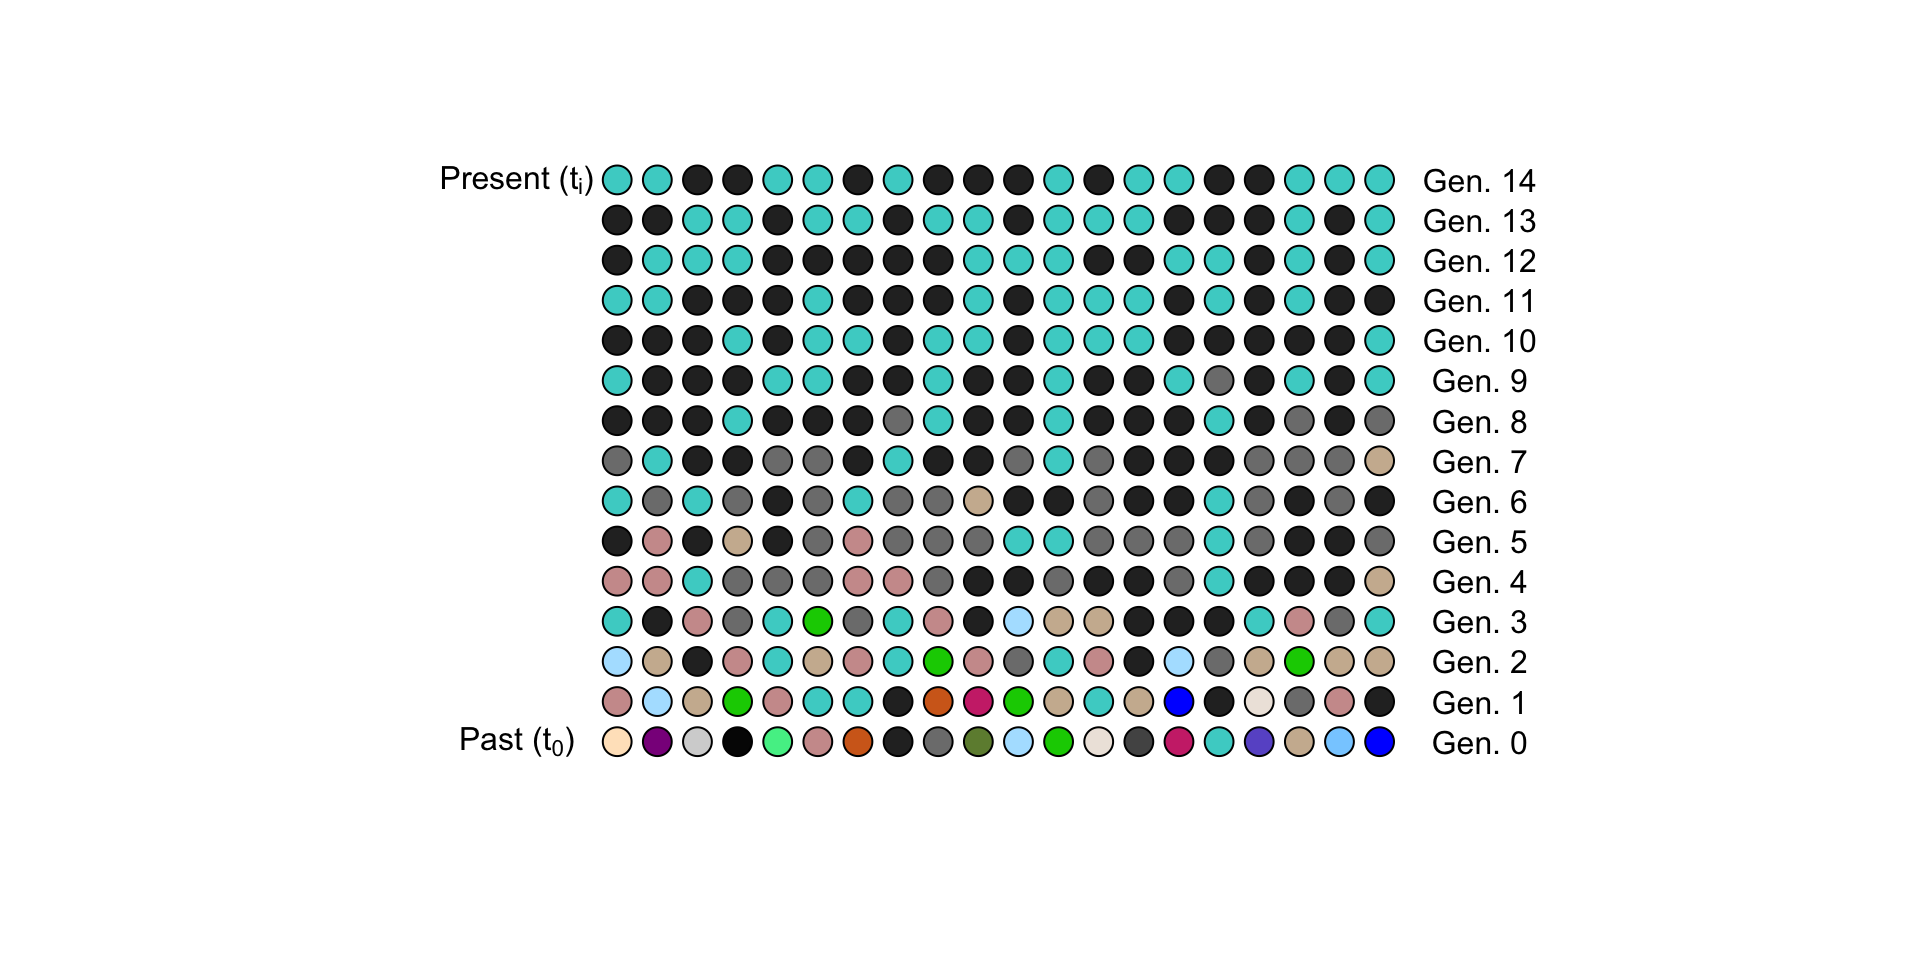 Present (tᵢ) Gen. 14
Gen. 13
Gen. 12
Gen. 11
Gen. 10
Gen. 9
Gen. 8
Gen. 7
Gen. 6
Gen. 5
Gen. 4
Gen. 3
Gen. 2
Gen. 1
Past (t₀) Gen. 0